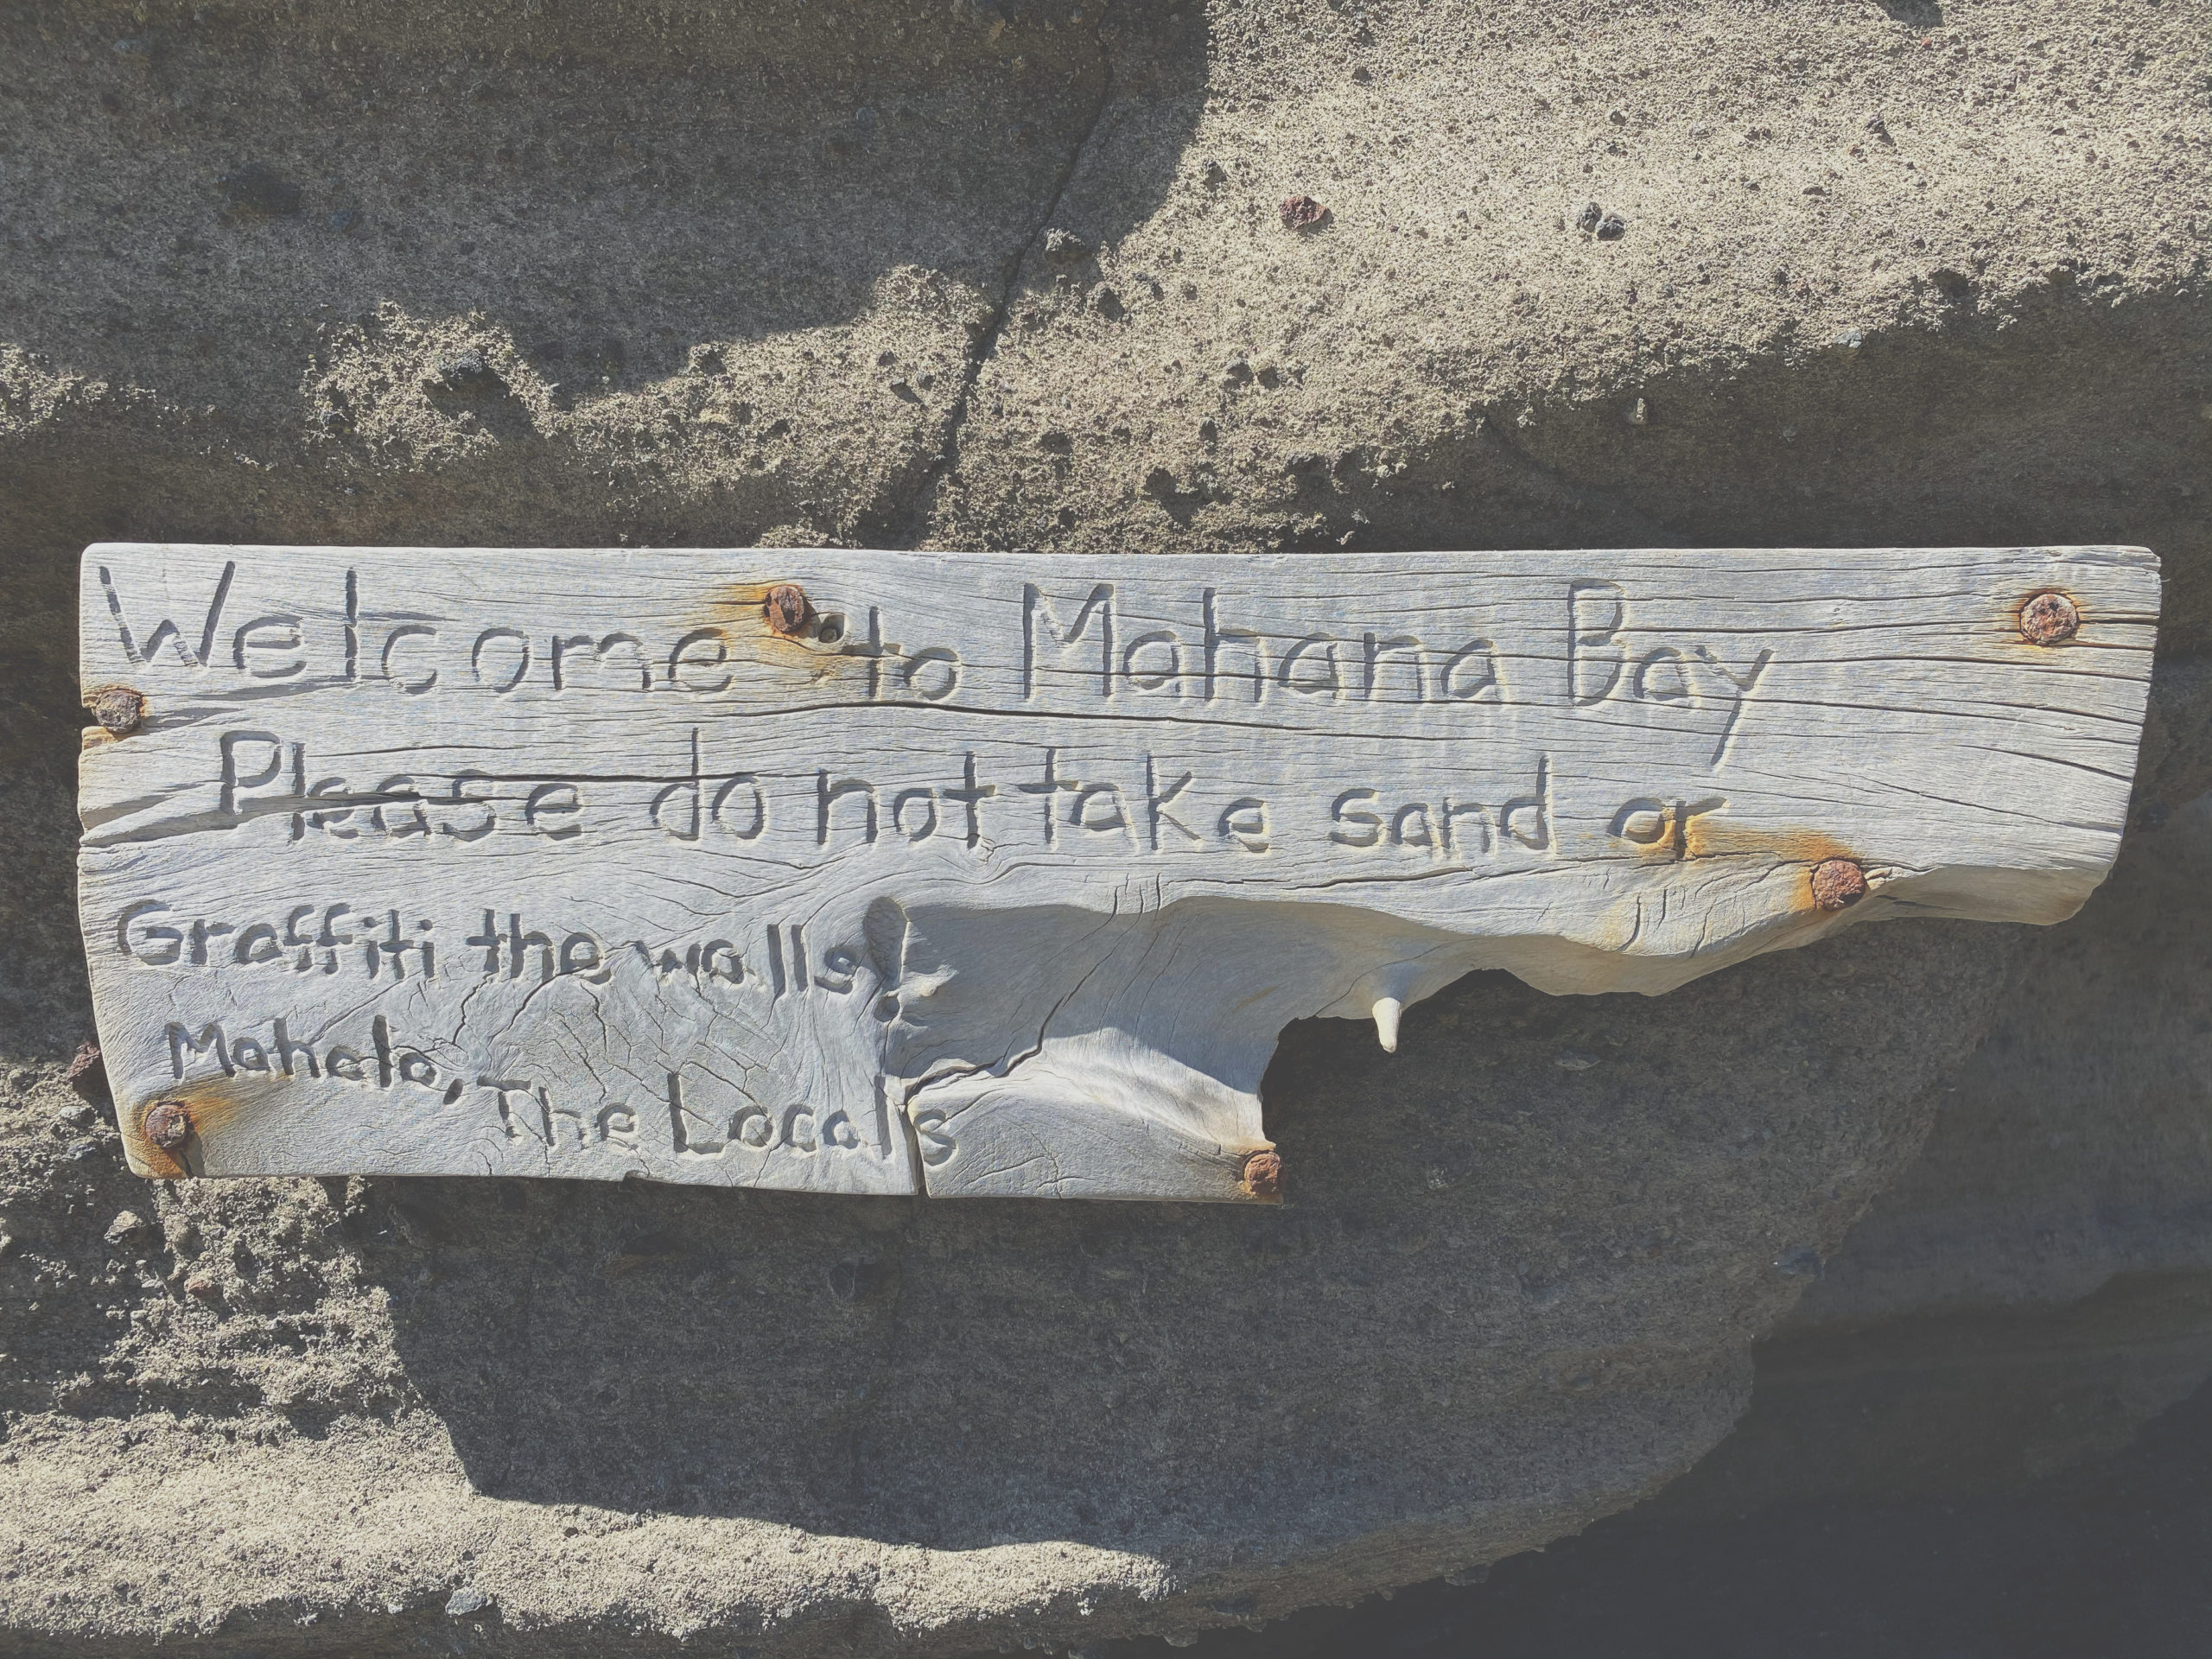 Welcome to Mahana Bay
Please do not take sand or
Graffiti the walls!
Mahalo,
The Locals